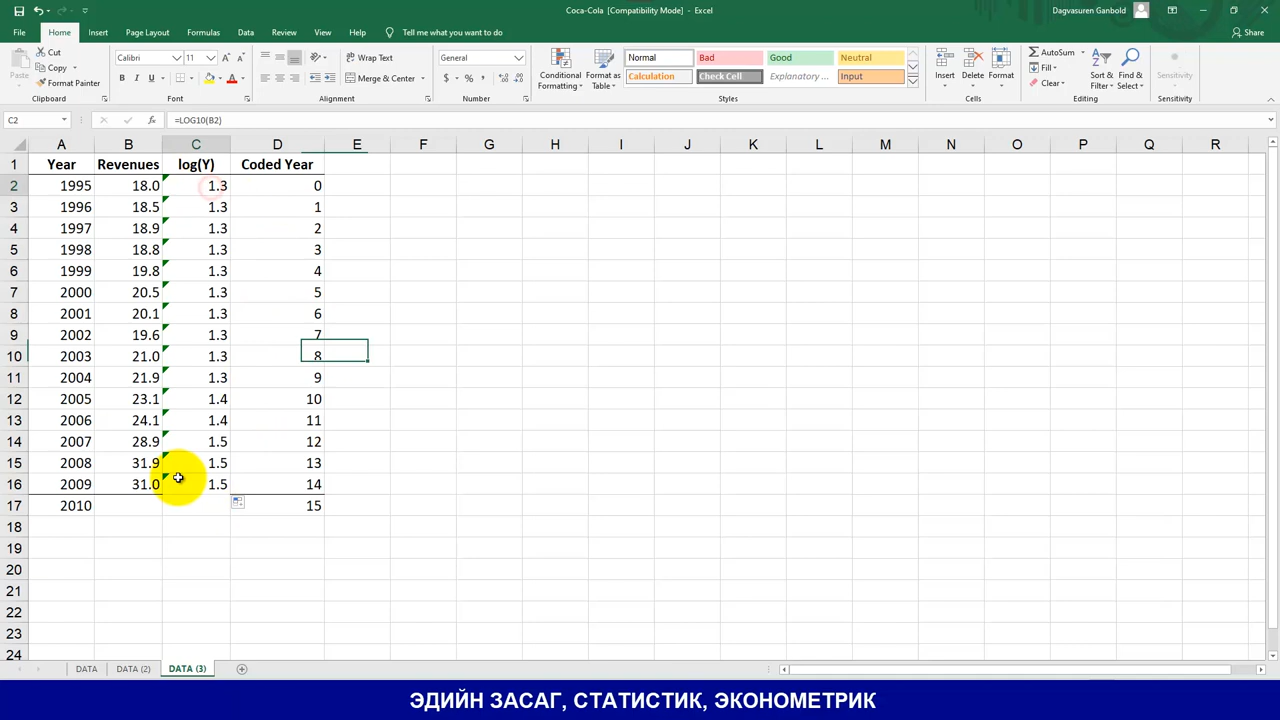 Coca-Cola [Compatibility Mode] - Excel
Dagvasuren Ganbold
File Home Insert Page Layout Formulas Data Review View Help Tell me what you want to do
Share
Paste
Cut
Copy
Format Painter
Clipboard
Calibri 11
B I U
Font
Wrap Text
Merge & Center
Alignment
General
$ % ,
Number
Conditional Formatting
Format as Table
Normal Bad Good Neutral
Calculation Check Cell Explanatory ... Input
Styles
Insert Delete Format
Cells
AutoSum
Fill
Clear
Sort & Filter
Find & Select
Editing
Sensitivity
Sensitivity
C2 fx =LOG10(B2)
A B C D E F G H I J K L M N O P Q R
1 Year Revenues log(Y) Coded Year
2 1995 18.0 1.3 0
3 1996 18.5 1.3 1
4 1997 18.9 1.3 2
5 1998 18.8 1.3 3
6 1999 19.8 1.3 4
7 2000 20.5 1.3 5
8 2001 20.1 1.3 6
9 2002 19.6 1.3 7
10 2003 21.0 1.3 8
11 2004 21.9 1.3 9
12 2005 23.1 1.4 10
13 2006 24.1 1.4 11
14 2007 28.9 1.5 12
15 2008 31.9 1.5 13
16 2009 31.0 1.5 14
17 2010 15
18
19
20
21
22
23
24
DATA DATA (2) DATA (3)
ЭДИЙН ЗАСАГ, СТАТИСТИК, ЭКОНОМЕТРИК